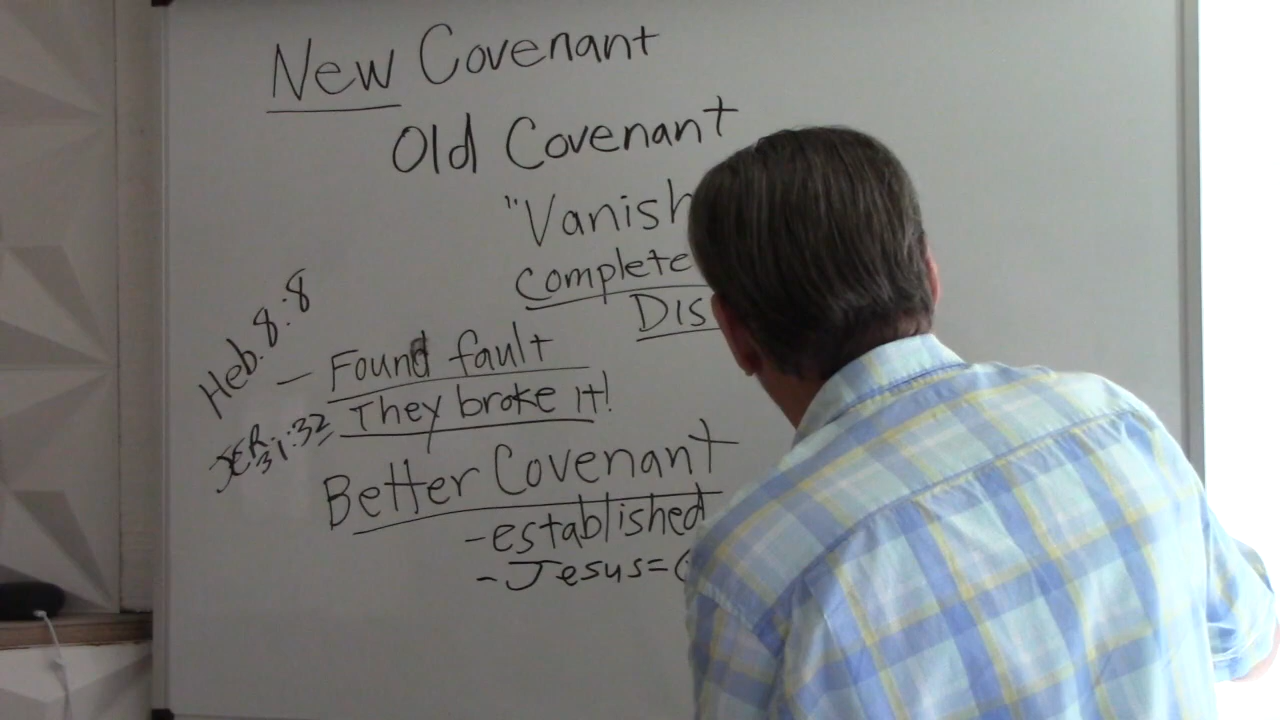 New Covenant
Old Covenant
"Vanish
Complete
Dis
Heb. 8:8
— Found fault
JER. 31:32 They broke it!
Better Covenant
-established
-Jesus=